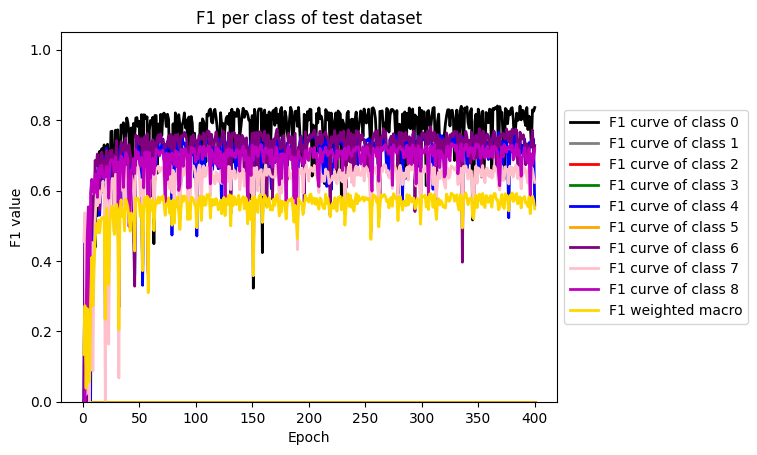 F1 per class of test dataset
F1 value
1.0
0.8
0.6
0.4
0.2
0.0
0
50
100
150
200
250
300
350
400
Epoch
F1 curve of class 0
F1 curve of class 1
F1 curve of class 2
F1 curve of class 3
F1 curve of class 4
F1 curve of class 5
F1 curve of class 6
F1 curve of class 7
F1 curve of class 8
F1 weighted macro